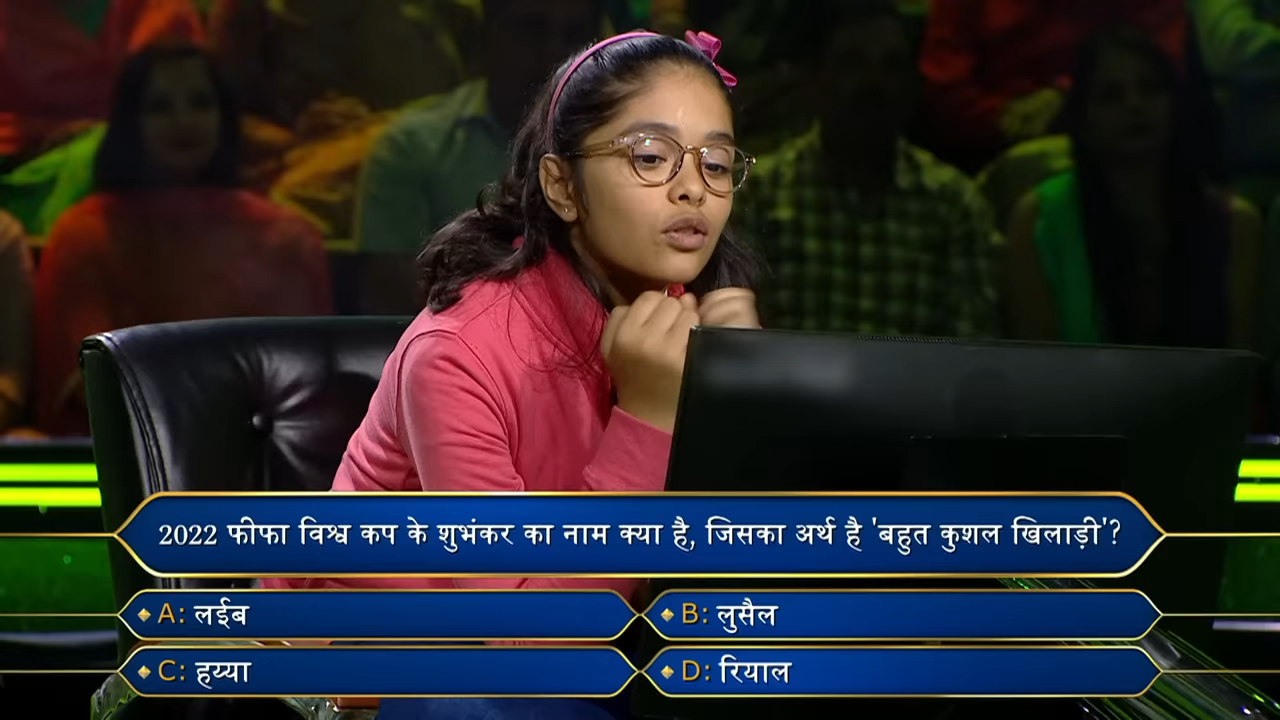 2022 फीफा विश्व कप के शुभंकर का नाम क्या है, जिसका अर्थ है 'बहुत कुशल खिलाड़ी'?
A: लईब
B: लुसैल
C: हय्या
D: रियाल